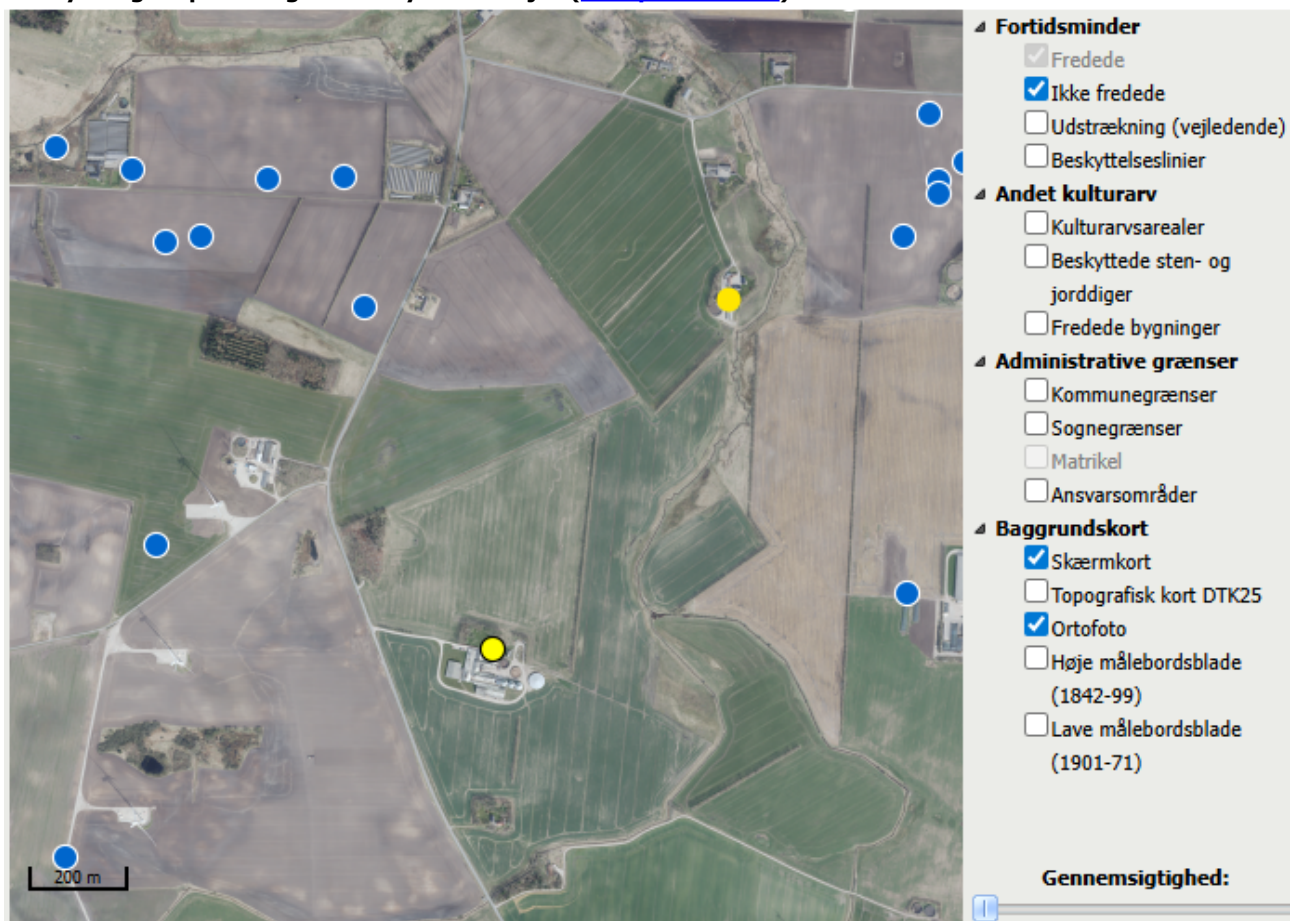 Fortidsminder
Fredede
Ikke fredede
Udstrækning (vejledende)
Beskyttelseslinier
Andet kulturarv
Kulturarvsarealer
Beskyttede sten- og
jorddiger
Fredede bygninger
Administrative grænser
Kommunegrænser
Sognegrænser
Matrikel
Ansvarsområder
Baggrundskort
Skærmkort
Topografisk kort DTK25
Ortofoto
Høje målebordsblade
(1842-99)
Lave målebordsblade
(1901-71)
Gennemsigtighed:
200 m